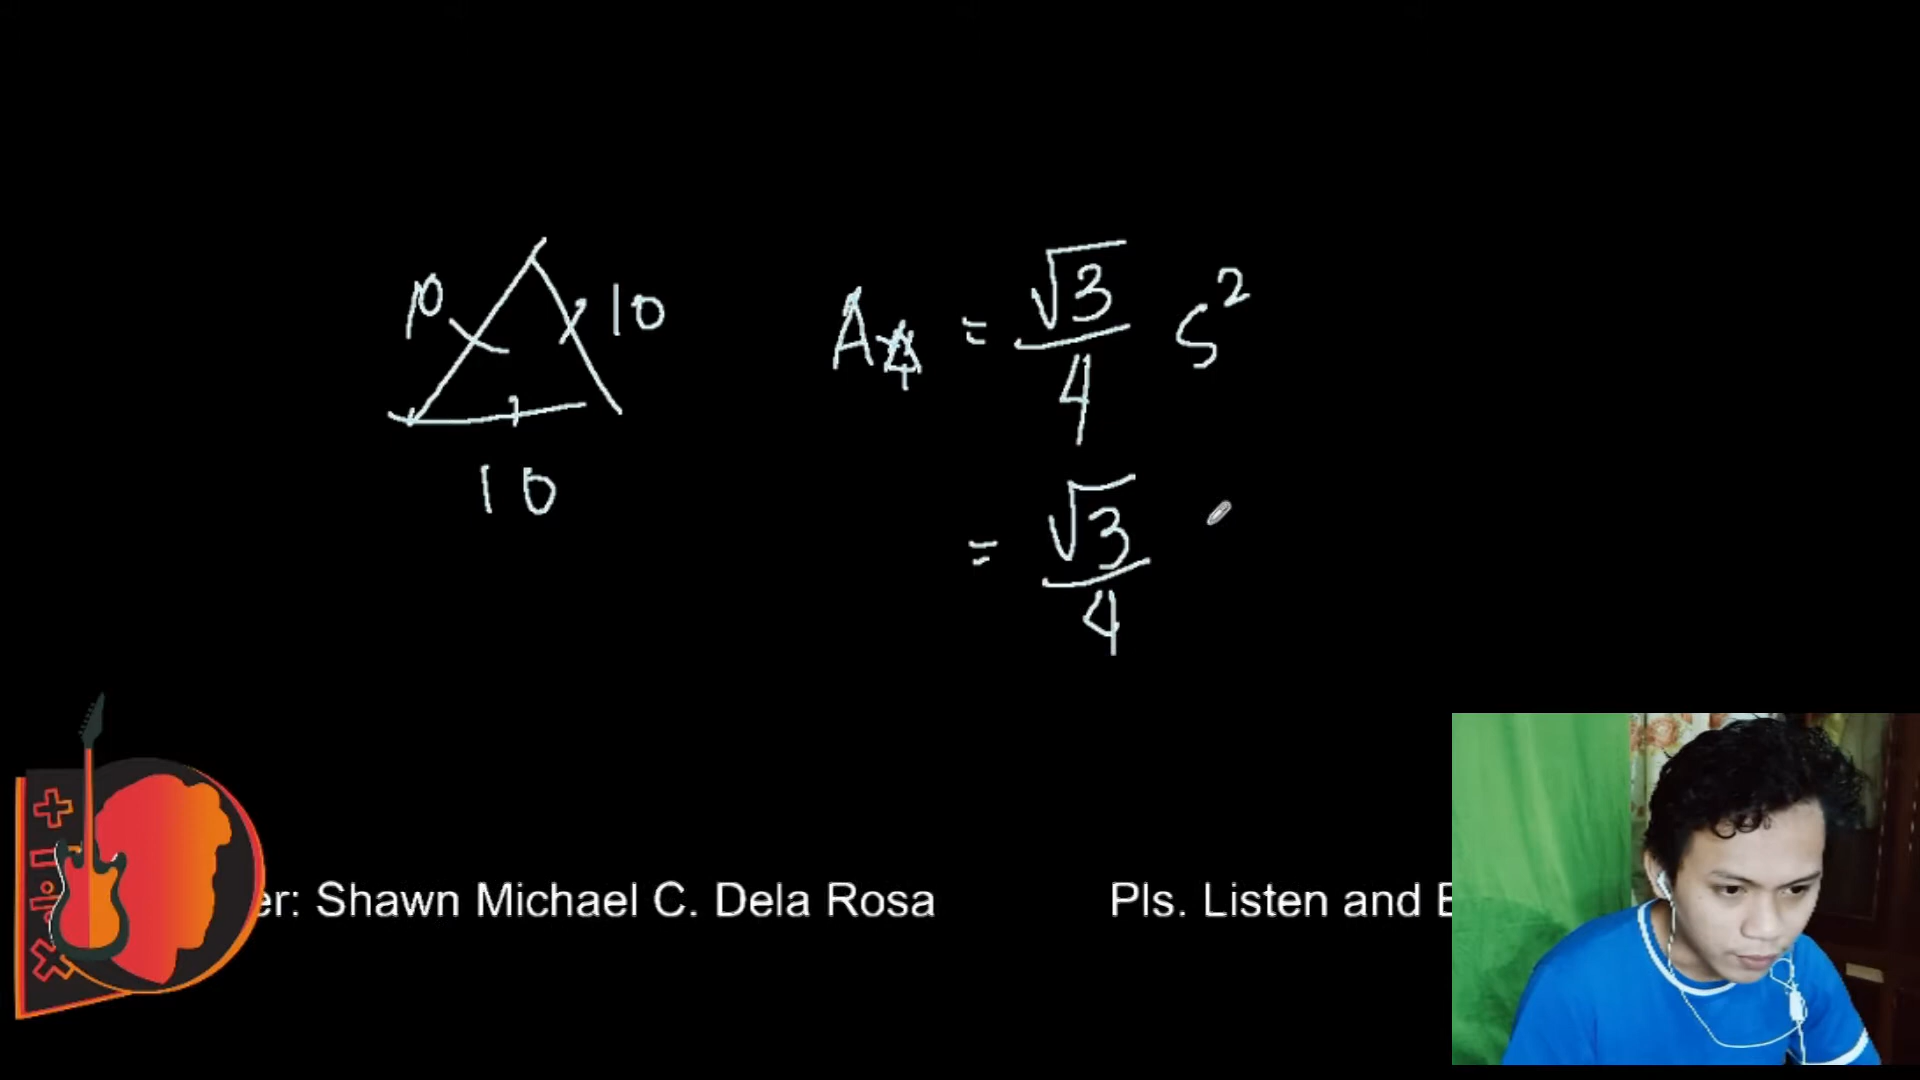 10
10
10
A△ = √3/4 s²
= √3/4
er: Shawn Michael C. Dela Rosa
Pls. Listen and E